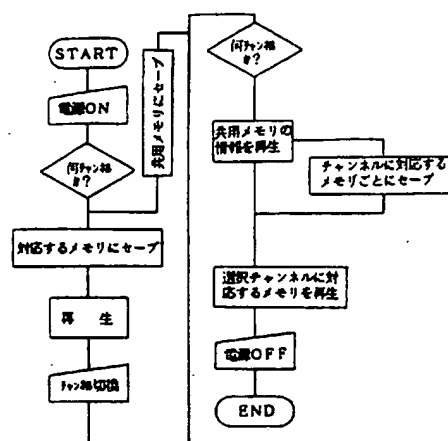 START
電源ON
何チャンネル
か?
対応するメモリにセーブ
再 生
チャンネル切換
共用メモリにセーブ
何チャンネル
か?
共用メモリの
情報を再生
チャンネルに対応する
メモリごとにセーブ
選択チャンネルに対
応するメモリを再生
電源OFF
END